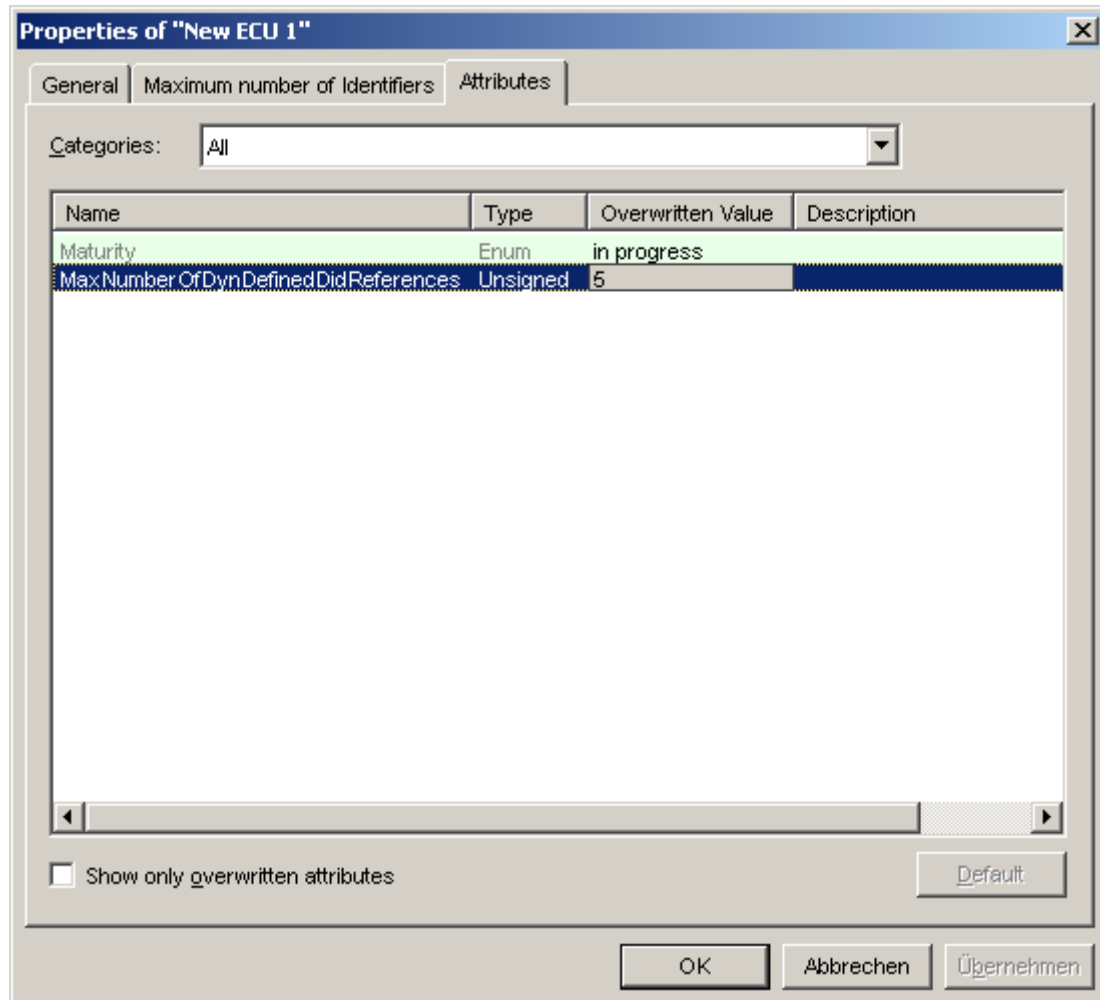 Properties of "New ECU 1"
General Maximum number of Identifiers Attributes
Categories: All
Name Type Overwritten Value Description
Maturity Enum in progress
MaxNumberOfDynDefinedDidReferences Unsigned 5
Show only overwritten attributes Default
OK Abbrechen Übernehmen